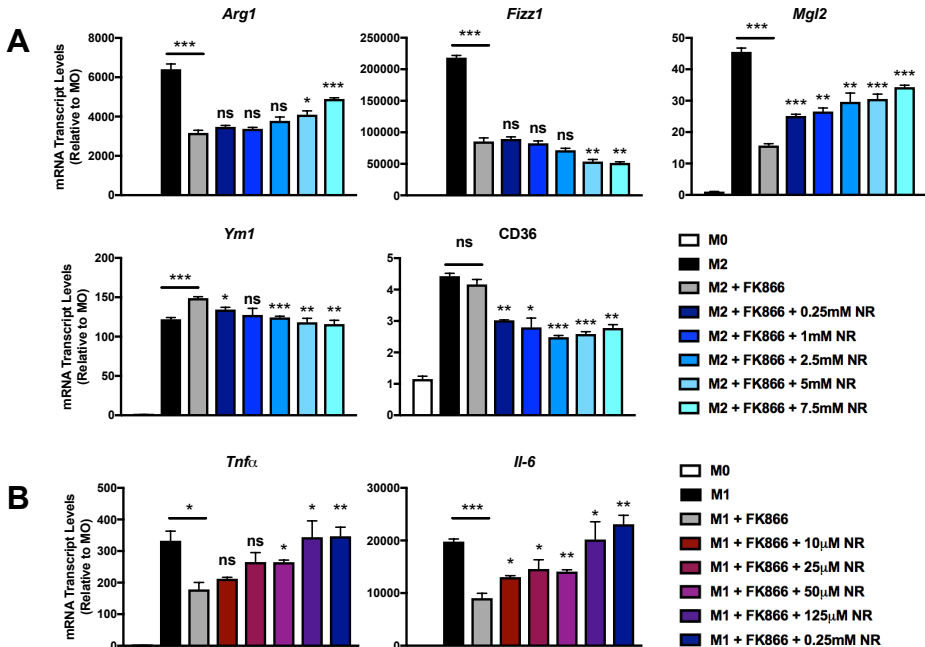 A
Arg1
mRNA Transcript Levels
(Relative to MO)
8000
6000
4000
2000
0
***
ns
ns
ns
*
***
Fizz1
250000
200000
150000
100000
50000
0
***
ns
ns
ns
**
**
Mgl2
60
40
30
20
10
0
***
***
**
**
***
***
Ym1
mRNA Transcript Levels
(Relative to MO)
200
150
100
50
0
***
*
ns
***
**
**
CD36
5
4
3
2
1
0
ns
**
*
***
***
**
M0
M2
M2 + FK866
M2 + FK866 + 0.25mM NR
M2 + FK866 + 1mM NR
M2 + FK866 + 2.5mM NR
M2 + FK866 + 5mM NR
M2 + FK866 + 7.5mM NR
B
Tnfα
mRNA Transcript Levels
(Relative to MO)
500
400
300
200
100
0
*
ns
ns
*
*
**
Il-6
30000
20000
10000
0
***
*
*
**
*
**
M0
M1
M1 + FK866
M1 + FK866 + 10μM NR
M1 + FK866 + 25μM NR
M1 + FK866 + 50μM NR
M1 + FK866 + 125μM NR
M1 + FK866 + 0.25mM NR